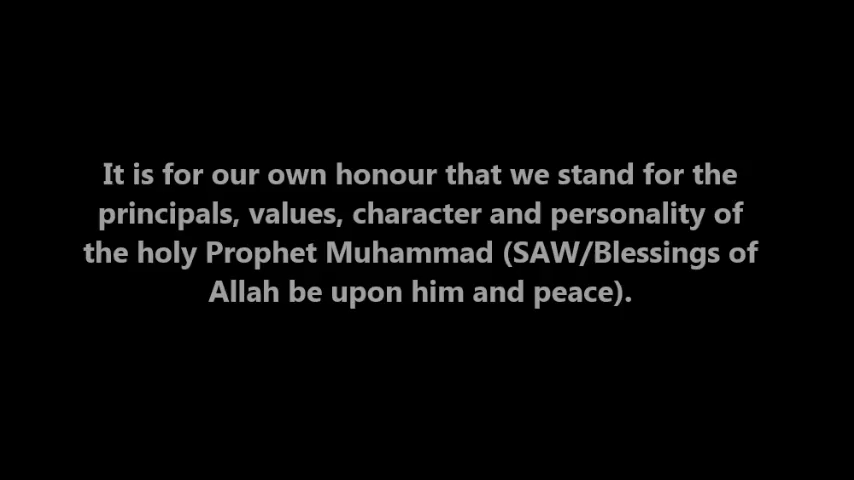 It is for our own honour that we stand for the
principals, values, character and personality of
the holy Prophet Muhammad (SAW/Blessings of
Allah be upon him and peace).